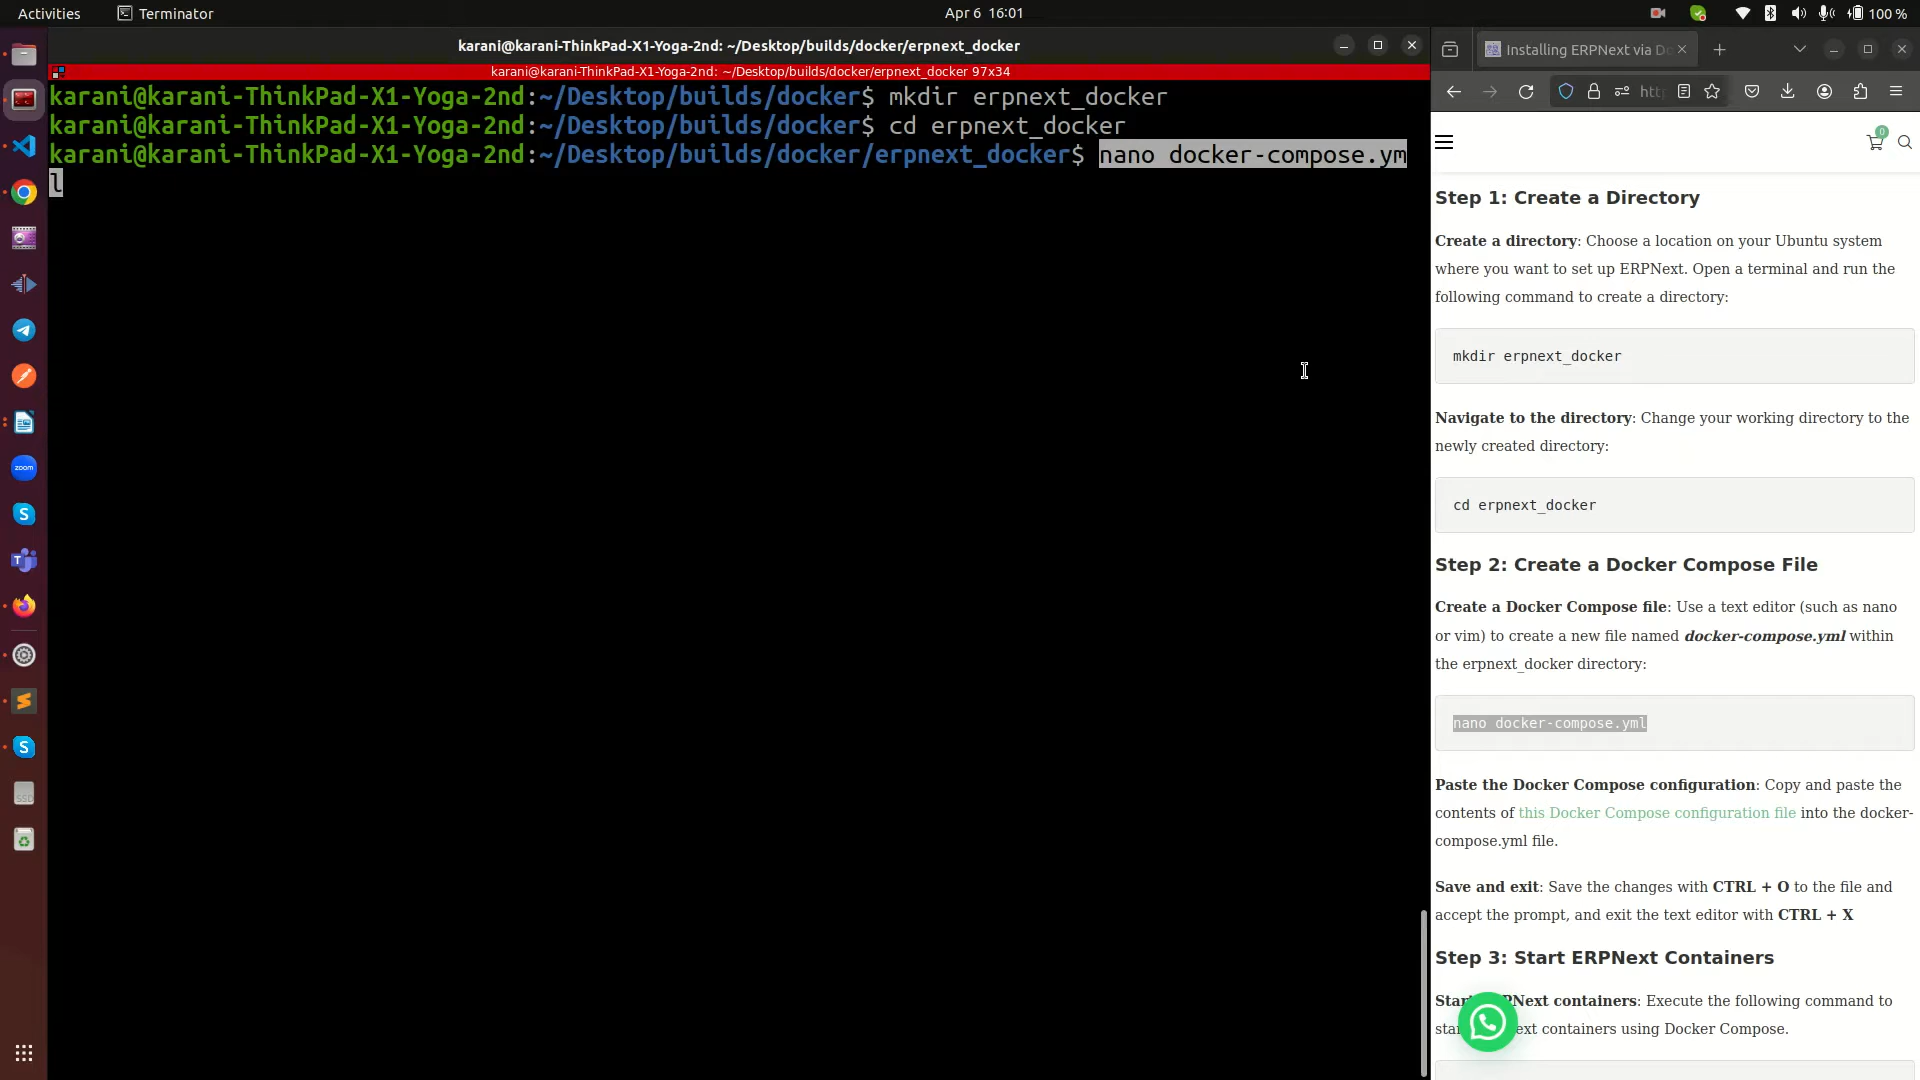 Activities
Terminator
Apr 6 16:01
100 %
karani@karani-ThinkPad-X1-Yoga-2nd: ~/Desktop/builds/docker/erpnext_docker
karani@karani-ThinkPad-X1-Yoga-2nd: ~/Desktop/builds/docker/erpnext_docker 97x34
karani@karani-ThinkPad-X1-Yoga-2nd:~/Desktop/builds/docker$ mkdir erpnext_docker
karani@karani-ThinkPad-X1-Yoga-2nd:~/Desktop/builds/docker$ cd erpnext_docker
karani@karani-ThinkPad-X1-Yoga-2nd:~/Desktop/builds/docker/erpnext_docker$ nano docker-compose.ym
l
zoom
SSD
Installing ERPNext via Do
http
0
Step 1: Create a Directory
Create a directory: Choose a location on your Ubuntu system
where you want to set up ERPNext. Open a terminal and run the
following command to create a directory:
mkdir erpnext_docker
Navigate to the directory: Change your working directory to the
newly created directory:
cd erpnext_docker
Step 2: Create a Docker Compose File
Create a Docker Compose file: Use a text editor (such as nano
or vim) to create a new file named docker-compose.yml within
the erpnext_docker directory:
nano docker-compose.yml
Paste the Docker Compose configuration: Copy and paste the
contents of this Docker Compose configuration file into the docker-
compose.yml file.
Save and exit: Save the changes with CTRL + O to the file and
accept the prompt, and exit the text editor with CTRL + X
Step 3: Start ERPNext Containers
containers: Execute the following command to
containers using Docker Compose.